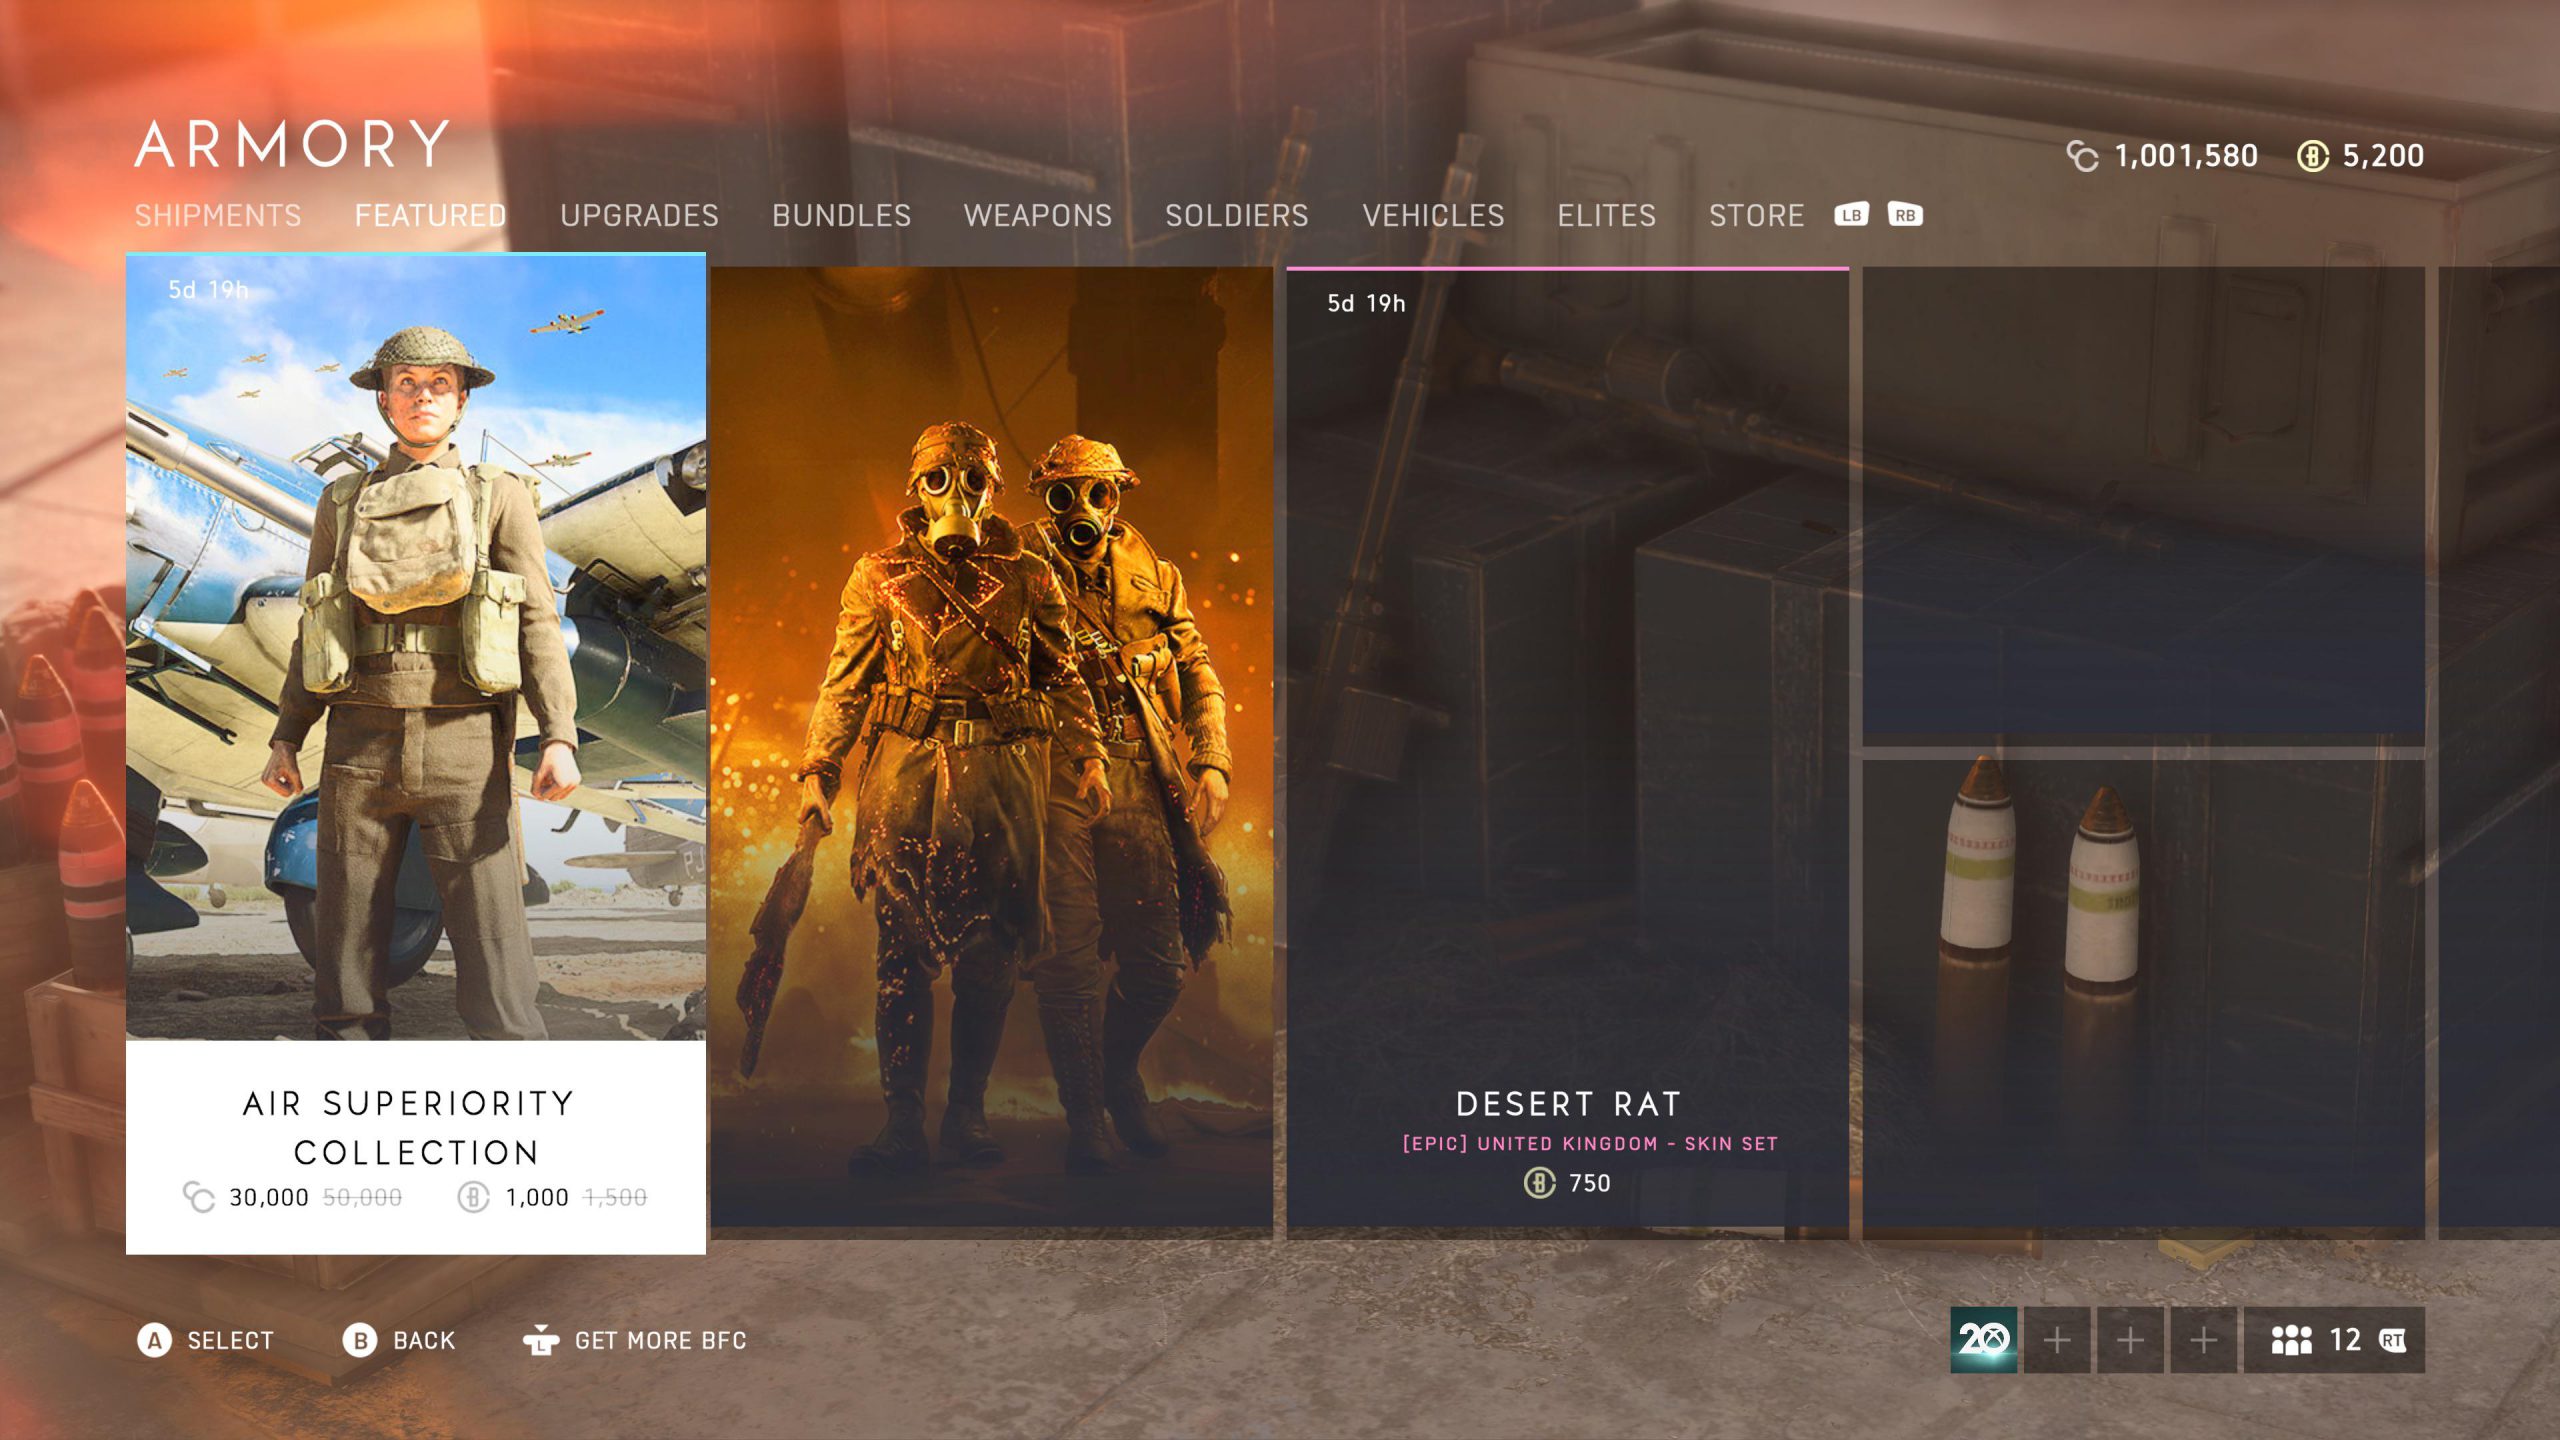 ARMORY
1,001,580 5,200
SHIPMENTS FEATURED UPGRADES BUNDLES WEAPONS SOLDIERS VEHICLES ELITES STORE LB RB
5d 19h
5d 19h
AIR SUPERIORITY
COLLECTION
30,000 50,000 1,000 1,500
DESERT RAT
[EPIC] UNITED KINGDOM - SKIN SET
750
A SELECT B BACK L GET MORE BFC
20 12 RT